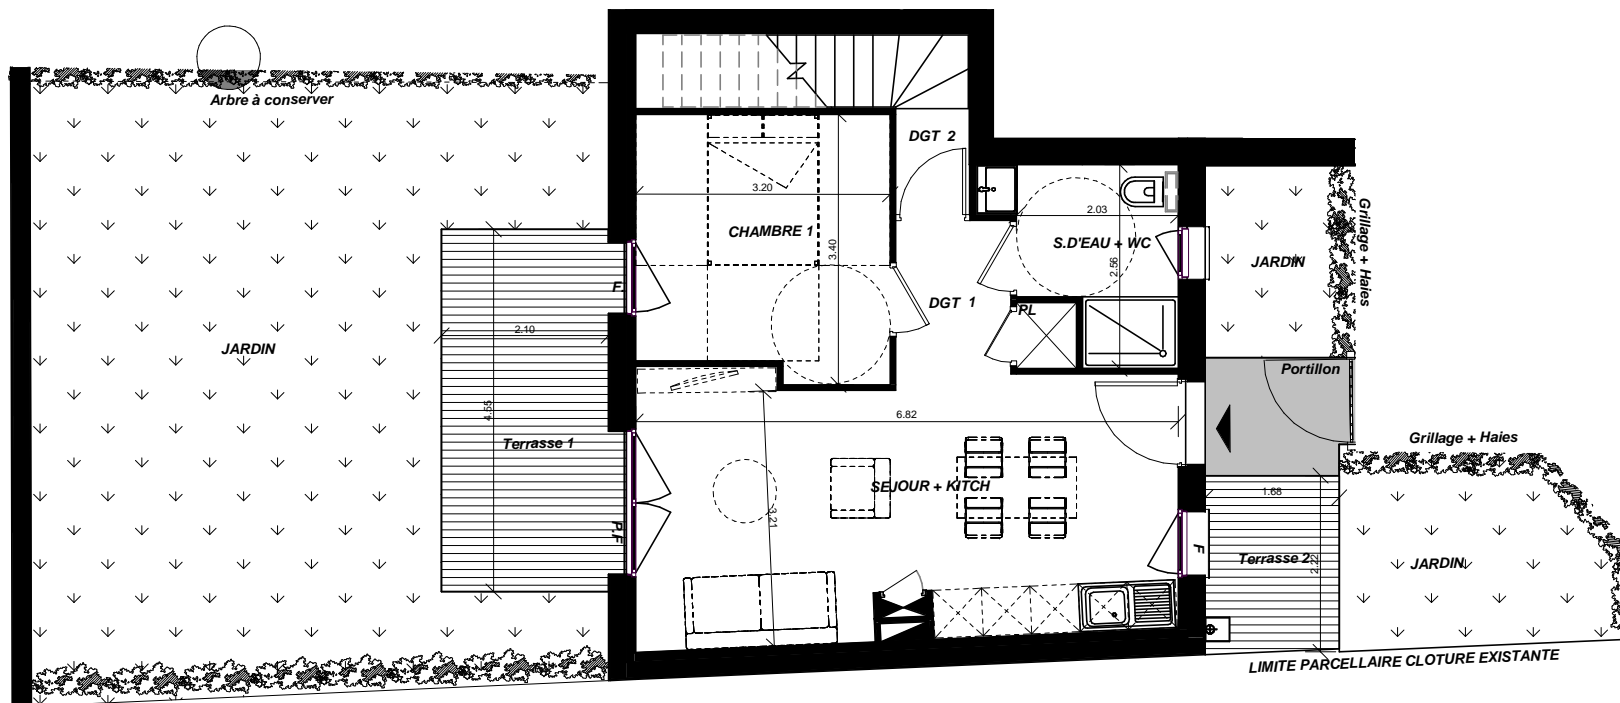 Arbre à conserver
DGT 2
3.20
CHAMBRE 1
3.40
2.03
S.D'EAU + WC
2.56
JARDIN
Grillage + Haies
F.
DGT 1
PL
2.10
JARDIN
4.55
Terrasse 1
P.F
6.82
Portillon
SEJOUR + KITCH
3.21
Grillage + Haies
1.68
F
Terrasse 2
2.22
JARDIN
LIMITE PARCELLAIRE CLOTURE EXISTANTE